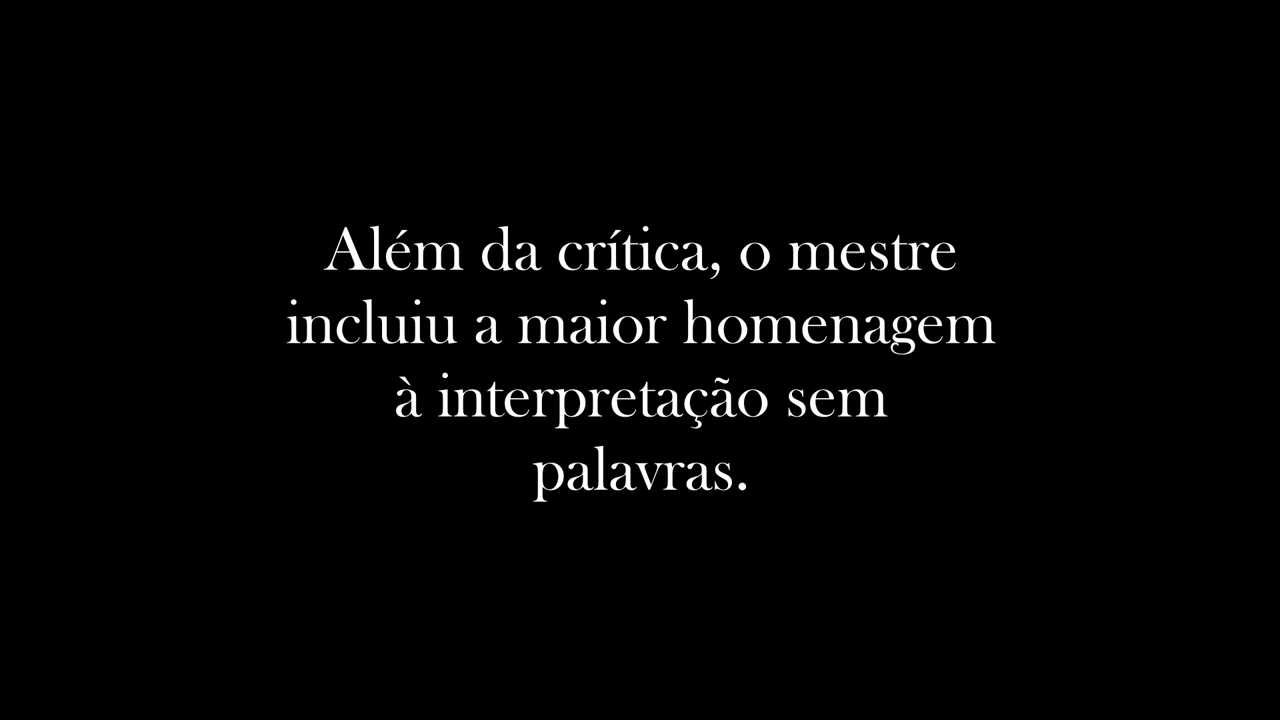 Além da crítica, o mestre
incluiu a maior homenagem
à interpretação sem
palavras.